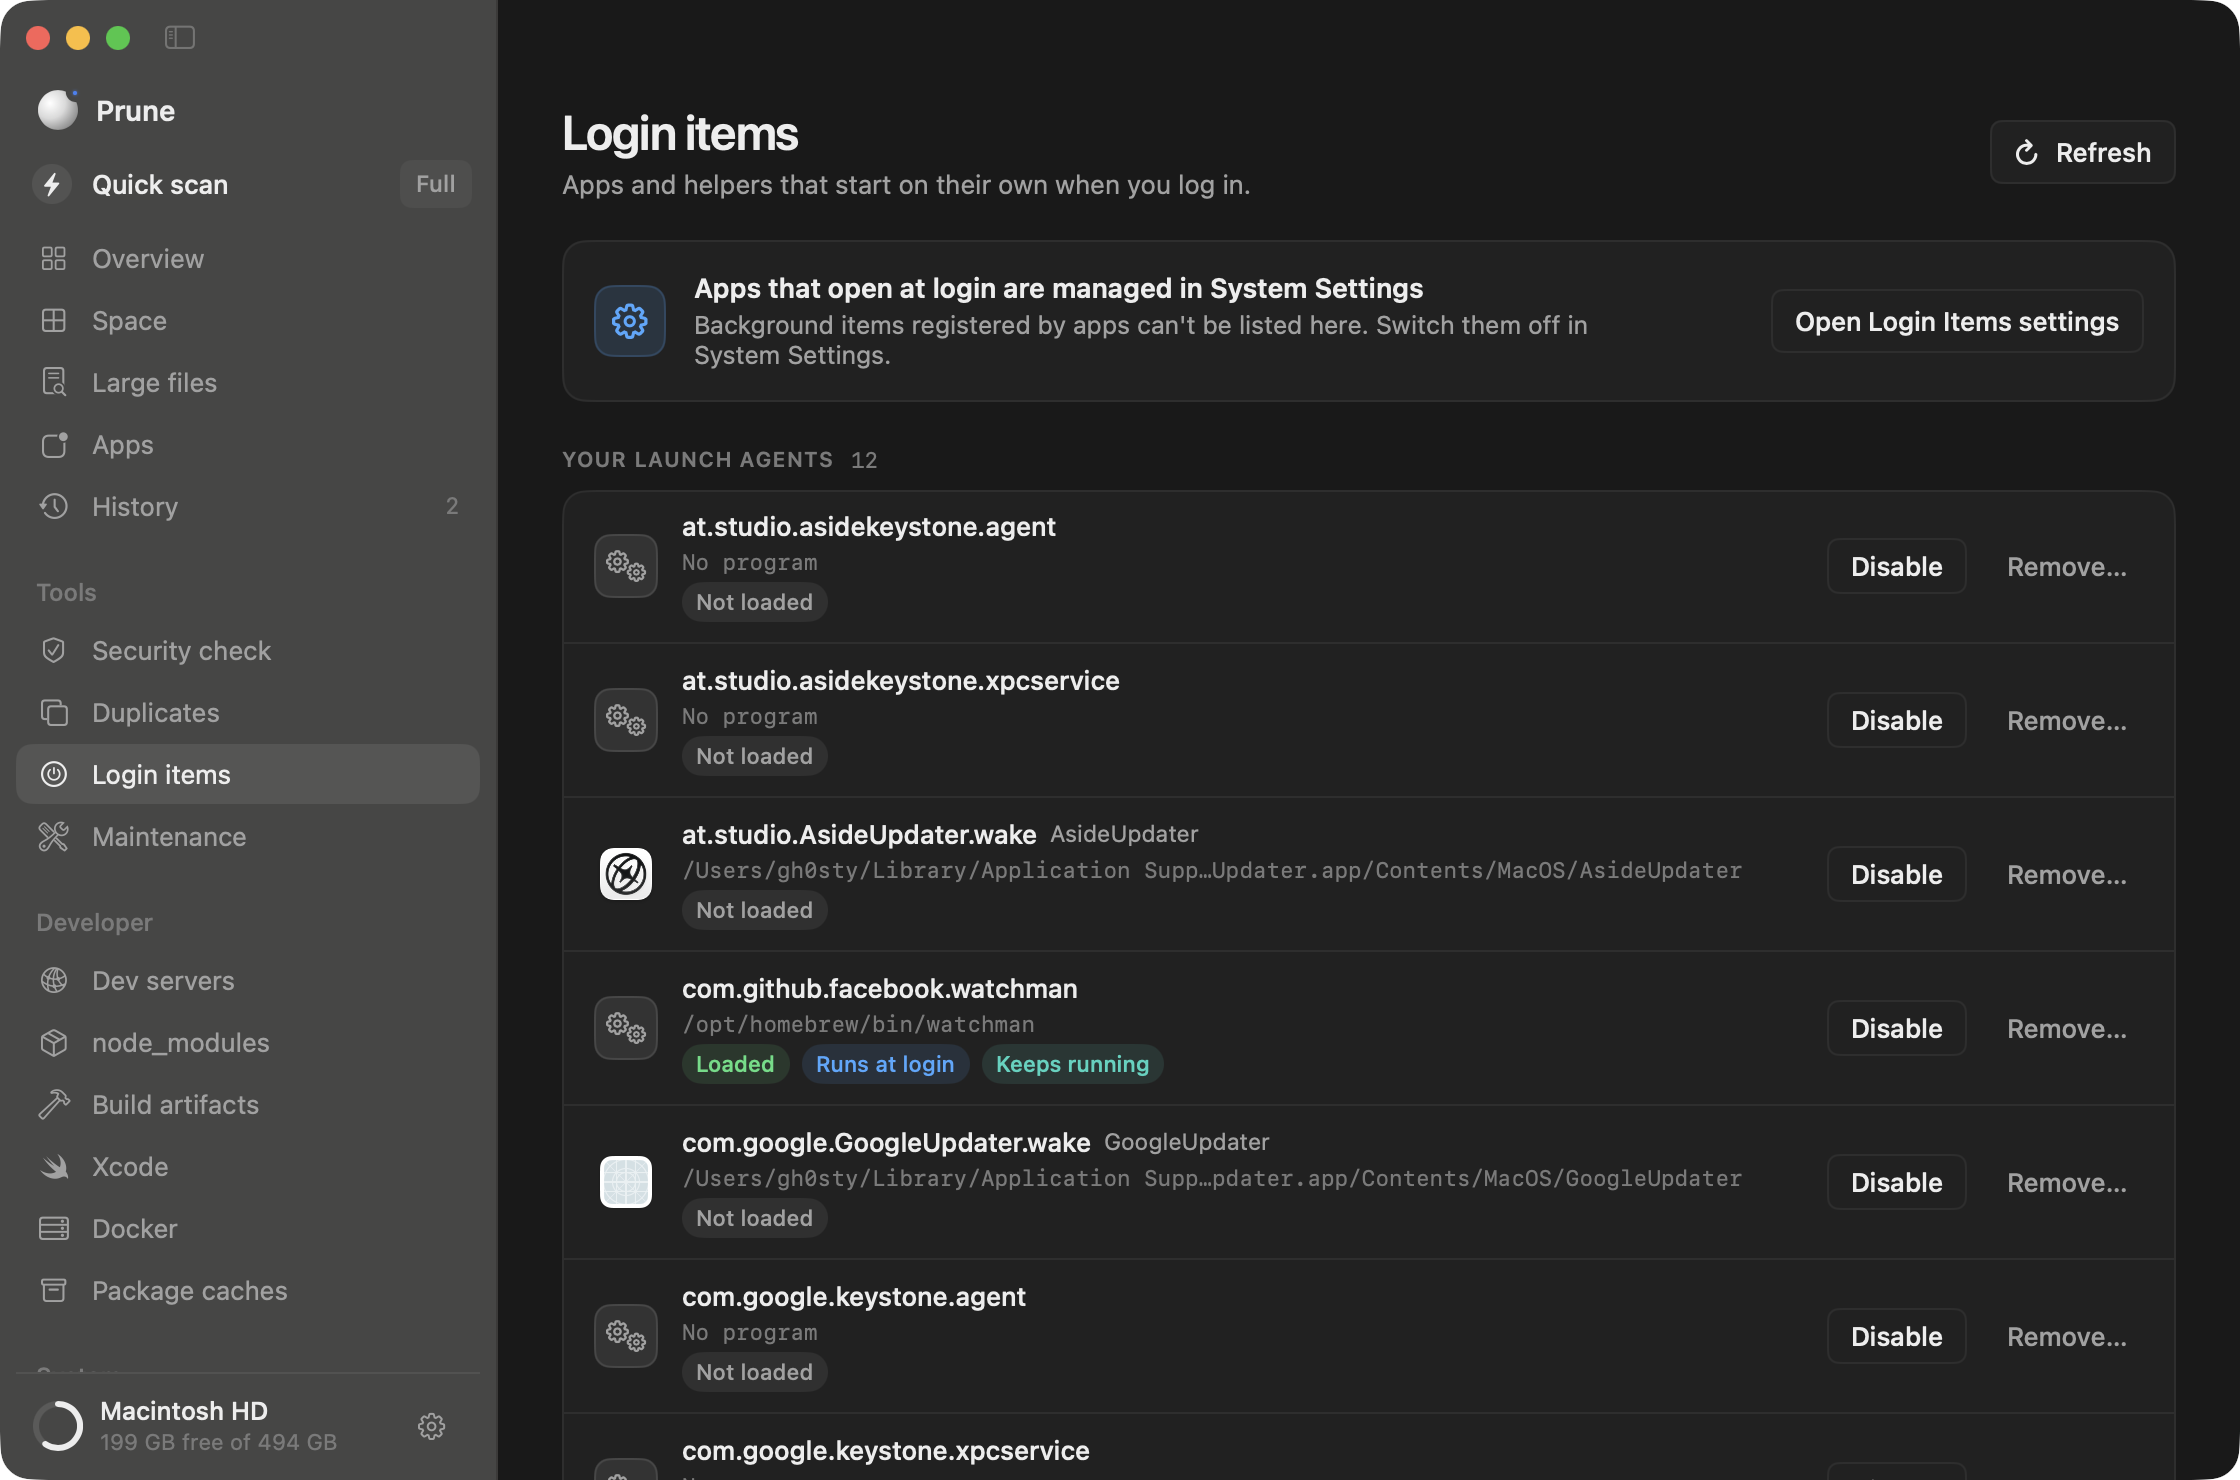 Prune
Quick scan
Full
Overview
Space
Large files
Apps
History
2
Tools
Security check
Duplicates
Login items
Maintenance
Developer
Dev servers
node_modules
Build artifacts
Xcode
Docker
Package caches
Macintosh HD
199 GB free of 494 GB
Login items
Apps and helpers that start on their own when you log in.
Refresh
Apps that open at login are managed in System Settings
Background items registered by apps can't be listed here. Switch them off in
System Settings.
Open Login Items settings
YOUR LAUNCH AGENTS 12
at.studio.asidekeystone.agent
No program
Not loaded
Disable
Remove...
at.studio.asidekeystone.xpcservice
No program
Not loaded
Disable
Remove...
at.studio.AsideUpdater.wake AsideUpdater
/Users/gh0sty/Library/Application Supp…Updater.app/Contents/MacOS/AsideUpdater
Not loaded
Disable
Remove...
com.github.facebook.watchman
/opt/homebrew/bin/watchman
Loaded Runs at login Keeps running
Disable
Remove...
com.google.GoogleUpdater.wake GoogleUpdater
/Users/gh0sty/Library/Application Supp…pdater.app/Contents/MacOS/GoogleUpdater
Not loaded
Disable
Remove...
com.google.keystone.agent
No program
Not loaded
Disable
Remove...
com.google.keystone.xpcservice